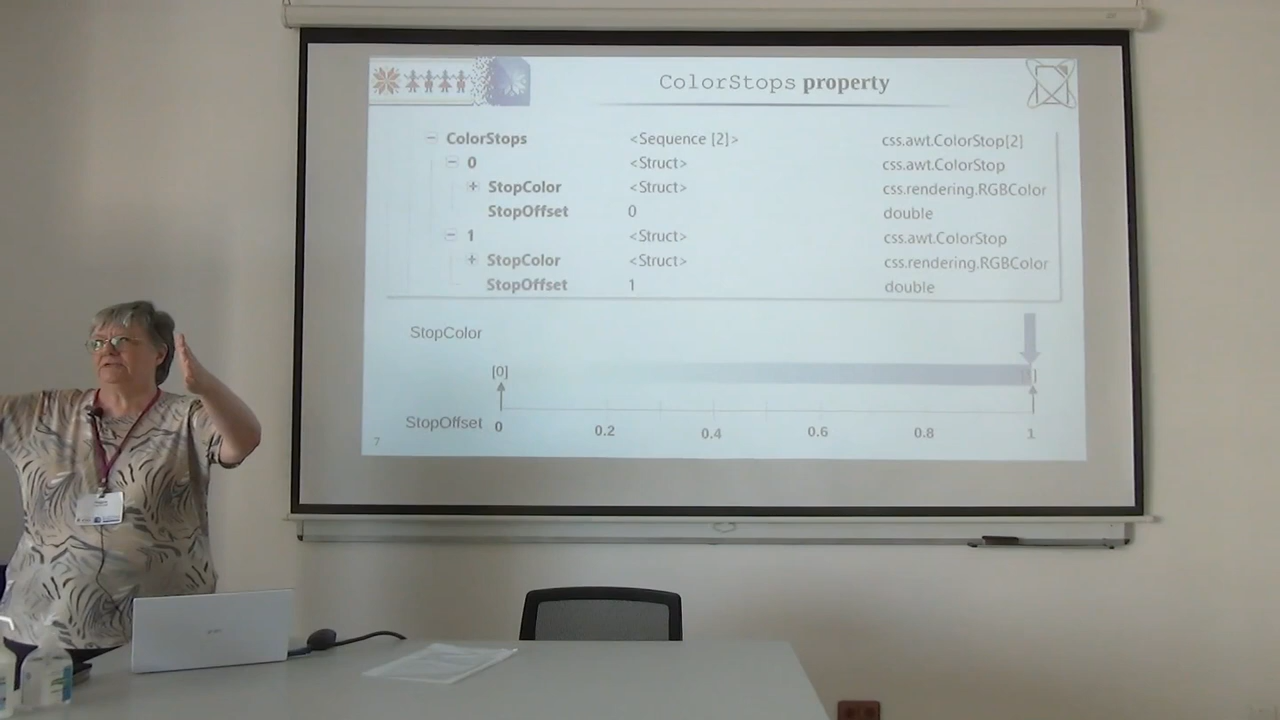 ColorStops property
ColorStops <Sequence [2]> css.awt.ColorStop[2]
0 <Struct> css.awt.ColorStop
StopColor <Struct> css.rendering.RGBColor
StopOffset 0 double
1 <Struct> css.awt.ColorStop
StopColor <Struct> css.rendering.RGBColor
StopOffset 1 double
StopColor
[0]
StopOffset 0 0.2 0.4 0.6 0.8 1
7